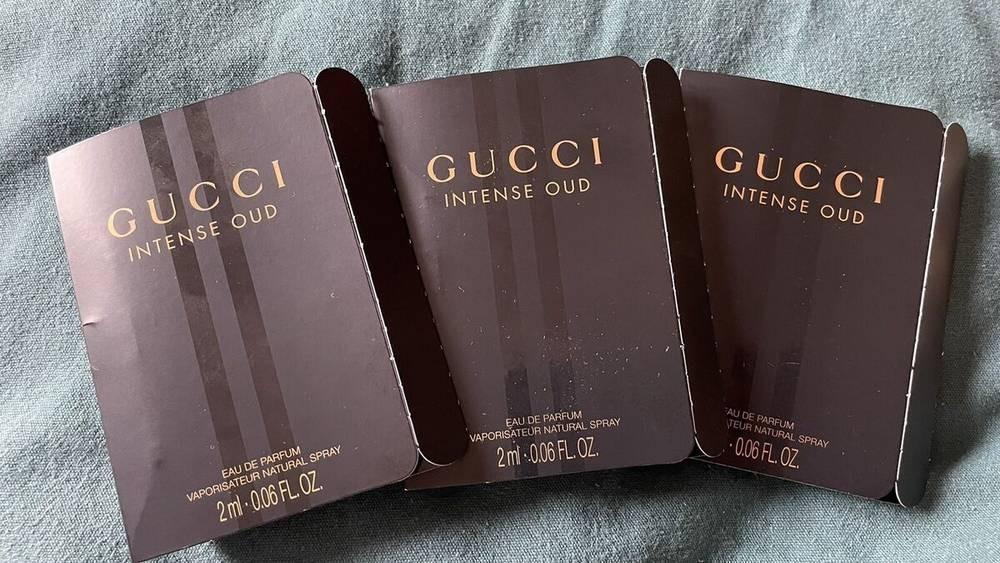 GUCCI
INTENSE OUD
EAU DE PARFUM
VAPORISATEUR NATURAL SPRAY
2 ml · 0.06 FL. OZ.
GUCCI
INTENSE OUD
EAU DE PARFUM
VAPORISATEUR NATURAL SPRAY
2 ml · 0.06 FL. OZ.
GUCCI
INTENSE OUD
DE PARFUM
NATURAL SPRAY
· 0.06 FL. OZ.